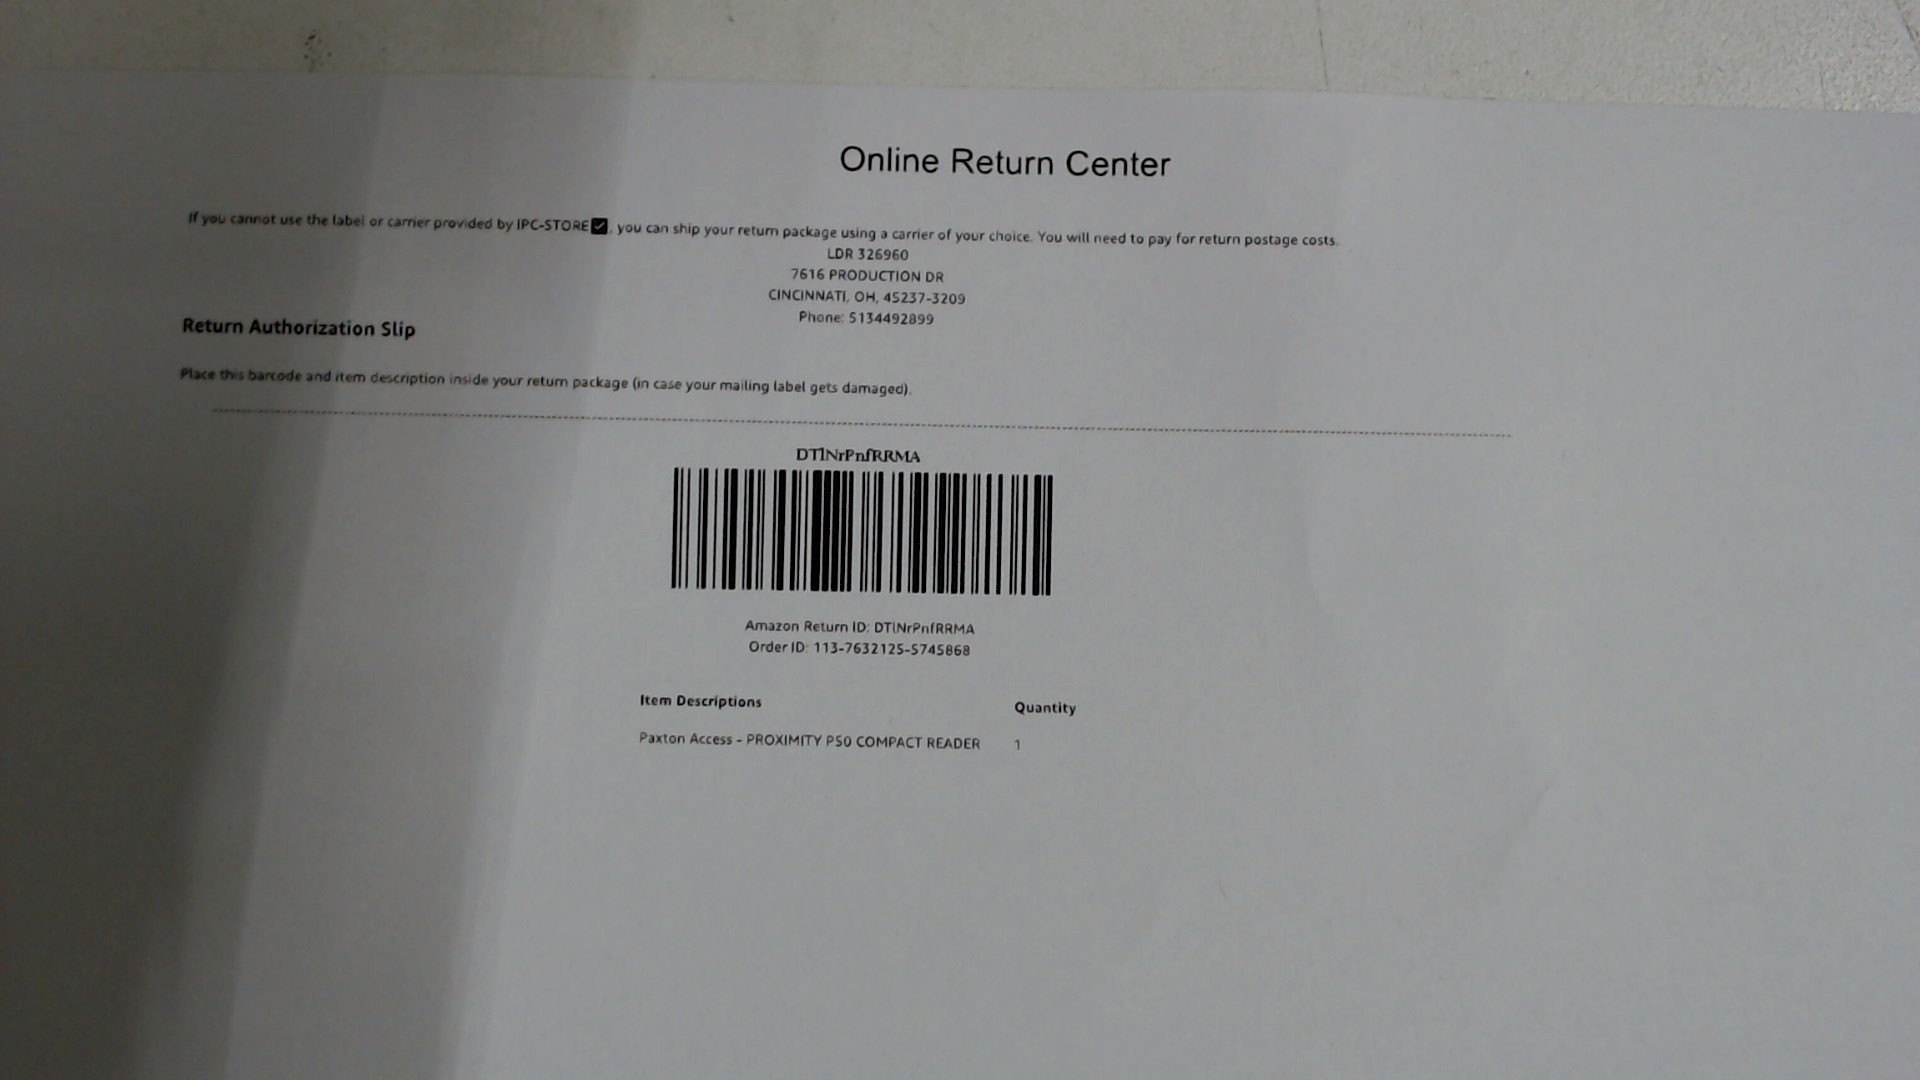 Online Return Center
If you cannot use the label or carrier provided by IPC-STORE✅, you can ship your return package using a carrier of your choice. You will need to pay for return postage costs.
LDR 326960
7616 PRODUCTION DR
CINCINNATI, OH, 45237-3209
Phone: 5134492899
Return Authorization Slip
Place this barcode and item description inside your return package (in case your mailing label gets damaged).
DTlNrPnfRRMA
Amazon Return ID: DTlNrPnfRRMA
Order ID: 113-7632125-5745868
Item Descriptions Quantity
Paxton Access - PROXIMITY P50 COMPACT READER 1